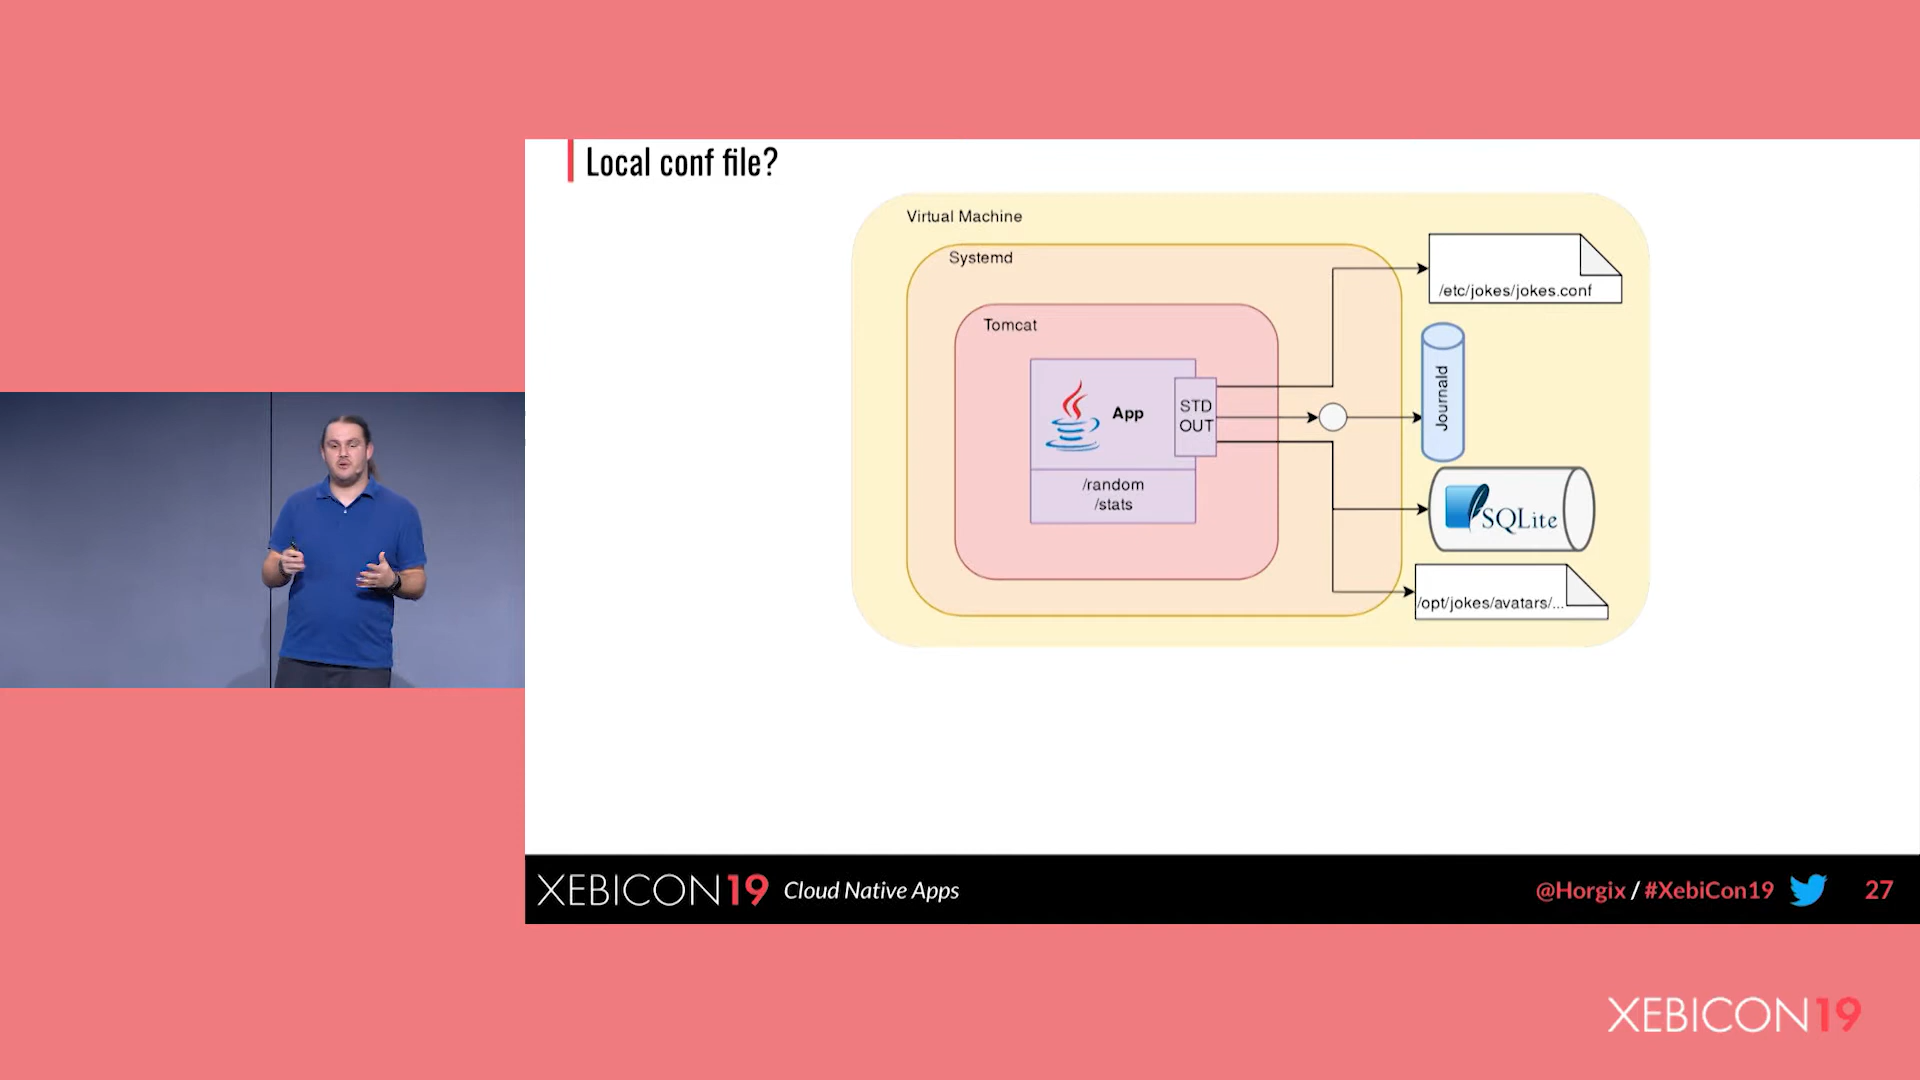 Local conf file?
Virtual Machine
Systemd
/etc/jokes/jokes.conf
Tomcat
App
STD
OUT
Journald
/random
/stats
SQLite
/opt/jokes/avatars/...
XEBICON19 Cloud Native Apps
@Horgix / #XebiCon19 27
XEBICON19